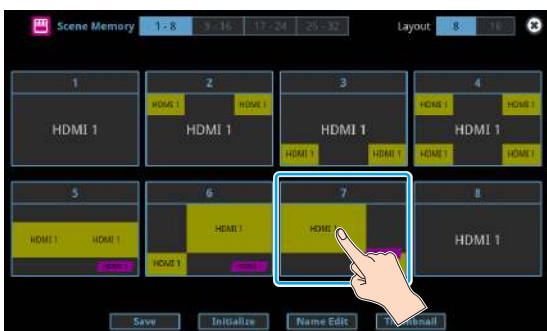 Scene Memory 1 - 8 9 - 16 17 - 24 25 - 32 Layout 8 16
1 2 3 4
HDMI 1 HDMI 1 HDMI 1 HDMI 1
HDMI 1 HDMI 1 HDMI 1 HDMI 1
HDMI 1 HDMI 1 HDMI 1 HDMI 1
5 6 7 8
HDMI 1 HDMI 1 HDMI 1 HDMI 1 HDMI 1
HDMI 1
Save Initialize Name Edit